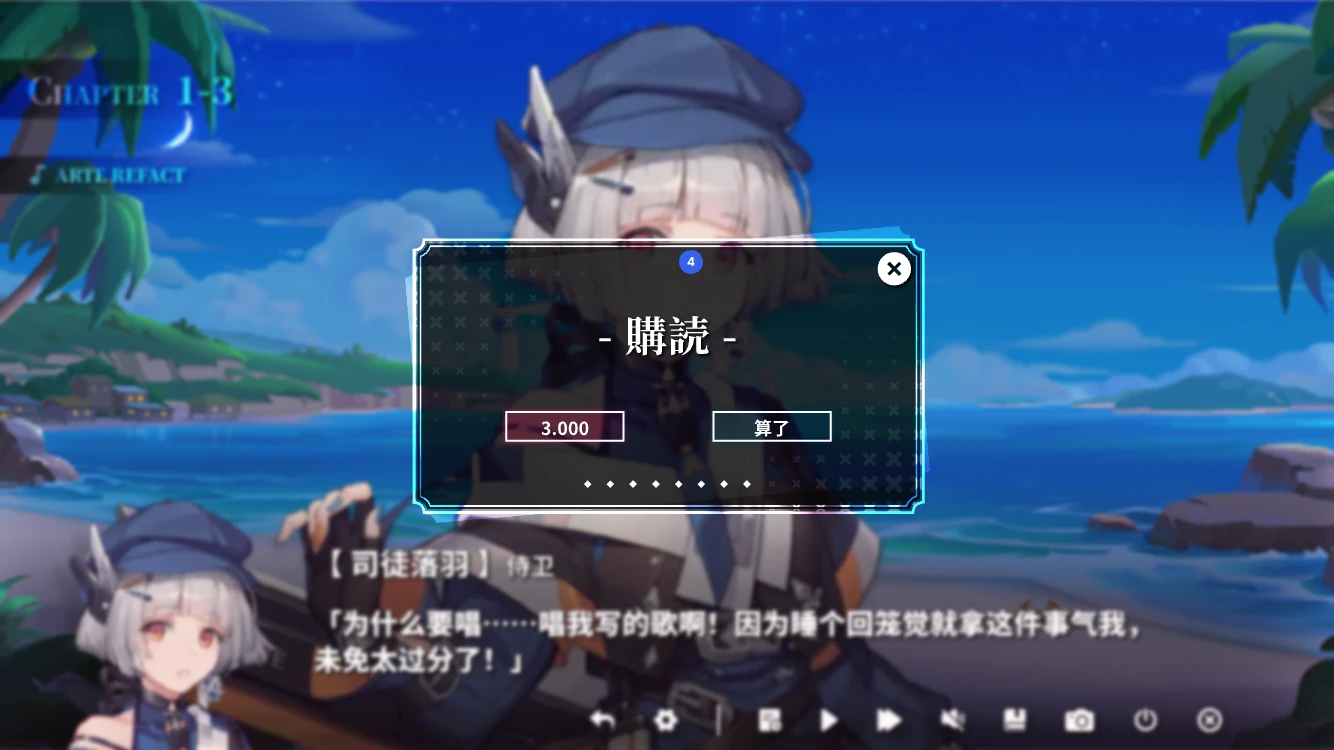 CHAPTER 1-3
ARTE REFACT
4
- 購読 -
3.000
算了
【 司徒落羽 】 侍卫
「为什么要唱……唱我写的歌啊！因为睡个回笼觉就拿这件事气我，
未免太过分了！」